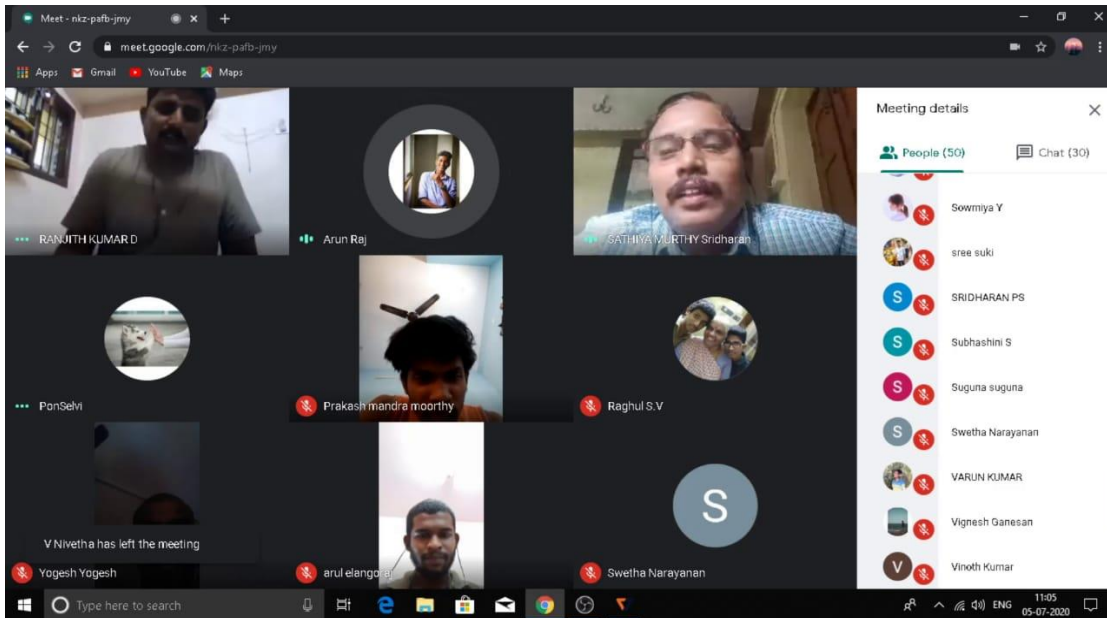 Meet - nkz-pafb-jmy
meet.google.com/nkz-pafb-jmy
Apps Gmail YouTube Maps
RANJITH KUMAR D
Arun Raj
SATHIYA MURTHY Sridharan
PonSelvi
Prakash mandra moorthy
Raghul S.V
V Nivetha has left the meeting
Yogesh Yogesh
arul elangoraj
S
Swetha Narayanan
Meeting details
People (50) Chat (30)
Sowmiya Y
sree suki
S SRIDHARAN PS
S Subhashini S
S Suguna suguna
S Swetha Narayanan
VARUN KUMAR
Vignesh Ganesan
V Vinoth Kumar
Type here to search
ENG
11:05
05-07-2020